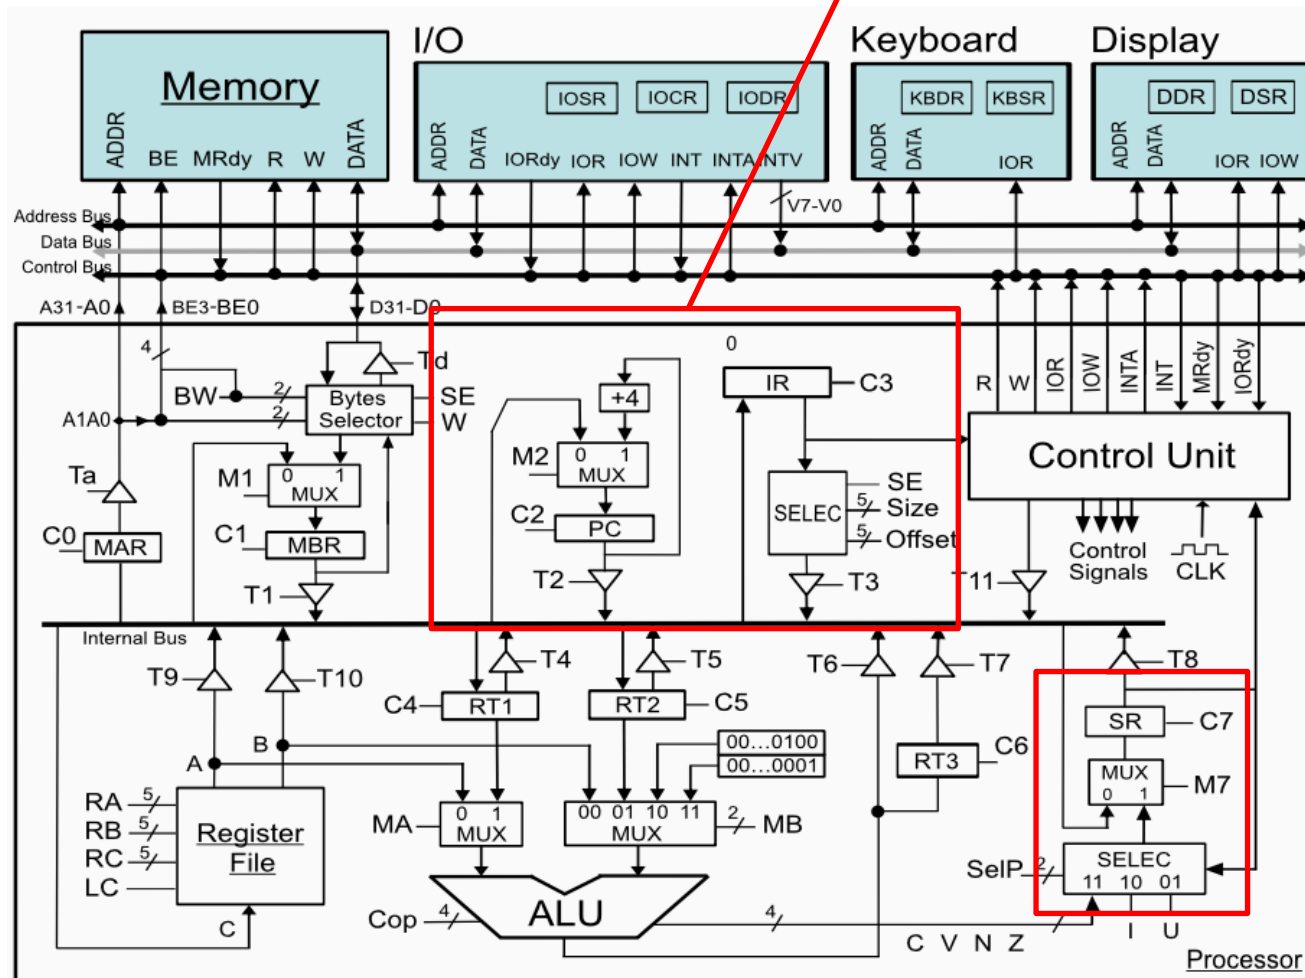 I/O Keyboard Display
Memory
IOSR IOCR IODR KBDR KBSR DDR DSR
ADDR BE MRdy R W DATA
ADDR DATA IORdy IOR IOW INT INTA INTV
ADDR DATA IOR
ADDR DATA IOR IOW
V7-V0
Address Bus
Data Bus
Control Bus
A31-A0 BE3-BE0 D31-D0
0
4 Td
BW 2 Bytes Selector SE
A1A0 2 W
+4
IR C3
R W IOR IOW INTA INT MRdy IORdy
Control Unit
M1 0 1 MUX
M2 0 1 MUX
SELEC SE
5 Size
5 Offset
Ta
C0 MAR
C1 MBR
C2 PC
T1 T2 T3 T11
Control Signals
CLK
Internal Bus
T9 T10 T4 T5 T6 T7 T8
C4 RT1 RT2 C5
SR C7
A B
00...0100
00...0001
RT3 C6
MUX 0 1 M7
RA 5
RB 5
RC 5
LC
Register File
C
MA 0 1 MUX
00 01 10 11 MUX 2 MB
SelP 2 SELEC
11 10 01
Cop 4 ALU 4
C V N Z I U
Processor